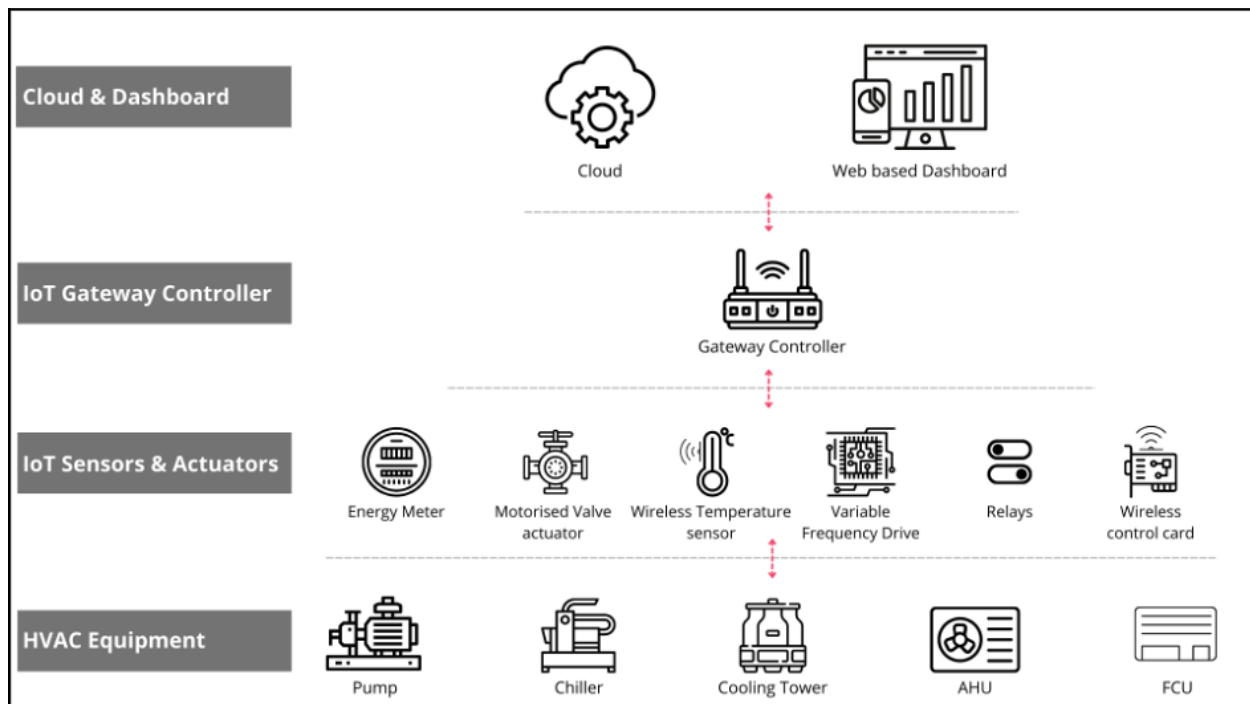 Cloud & Dashboard
Cloud
Web based Dashboard
IoT Gateway Controller
Gateway Controller
IoT Sensors & Actuators
°c
Energy Meter
Motorised Valve
actuator
Wireless Temperature
sensor
Variable
Frequency Drive
Relays
Wireless
control card
HVAC Equipment
Pump
Chiller
Cooling Tower
AHU
FCU